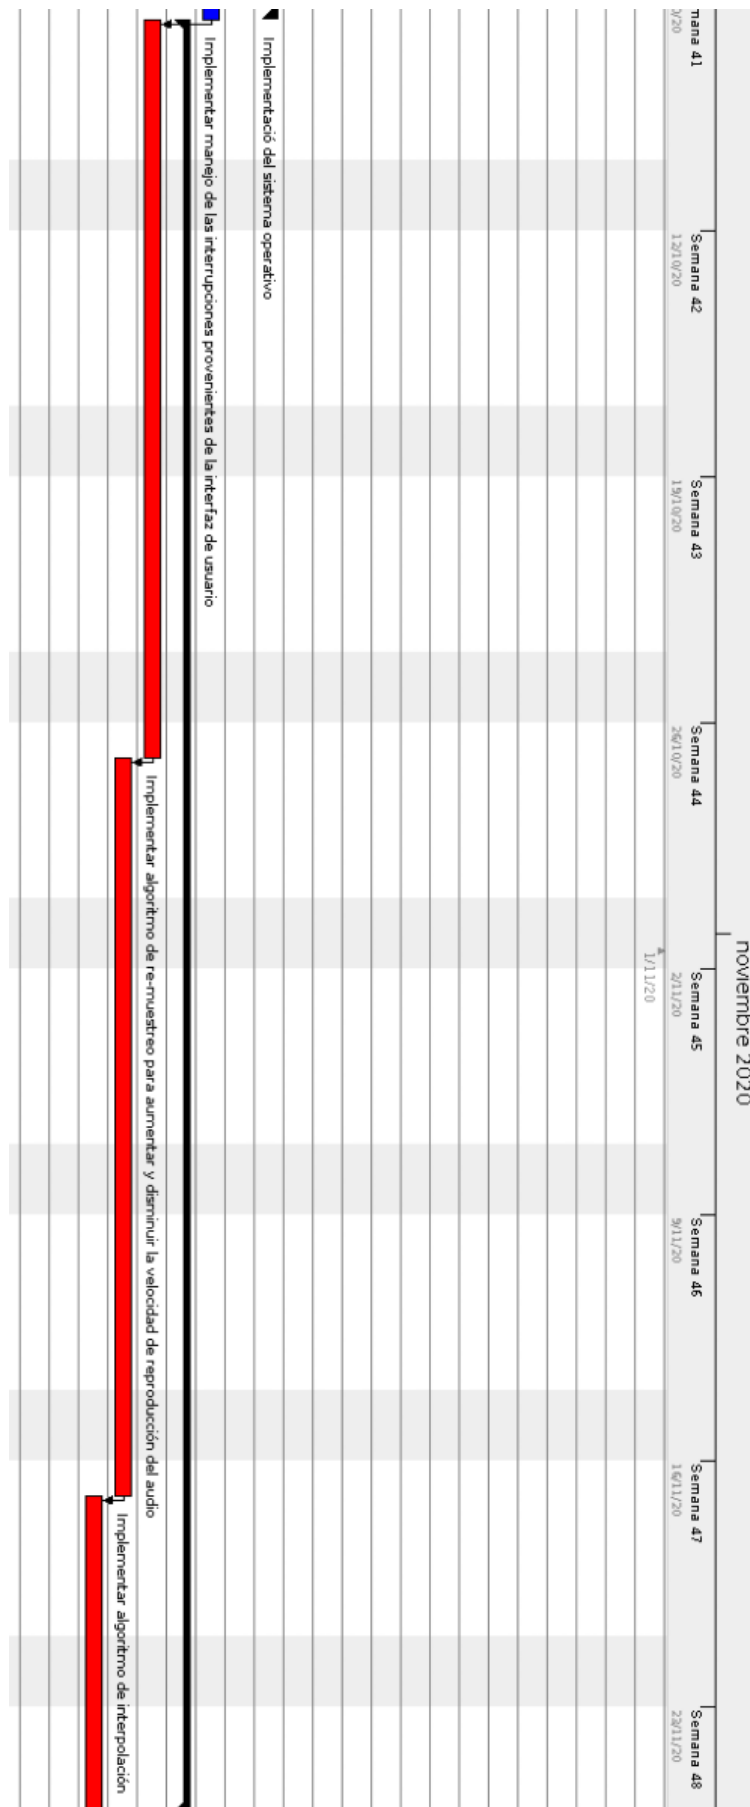 noviembre 2020
mana 41
Semana 42
Semana 43
Semana 44
Semana 45
Semana 46
Semana 47
Semana 48
0/20
12/10/20
19/10/20
26/10/20
2/11/20
9/11/20
16/11/20
23/11/20
1/11/20
Implementació del sistema operativo
Implementar manejo de las interrupciones provenientes de la interfaz de usuario
Implementar algoritmo de re-muestreo para aumentar y disminuir la velocidad de reproducción del audio
Implementar algoritmo de interpolación